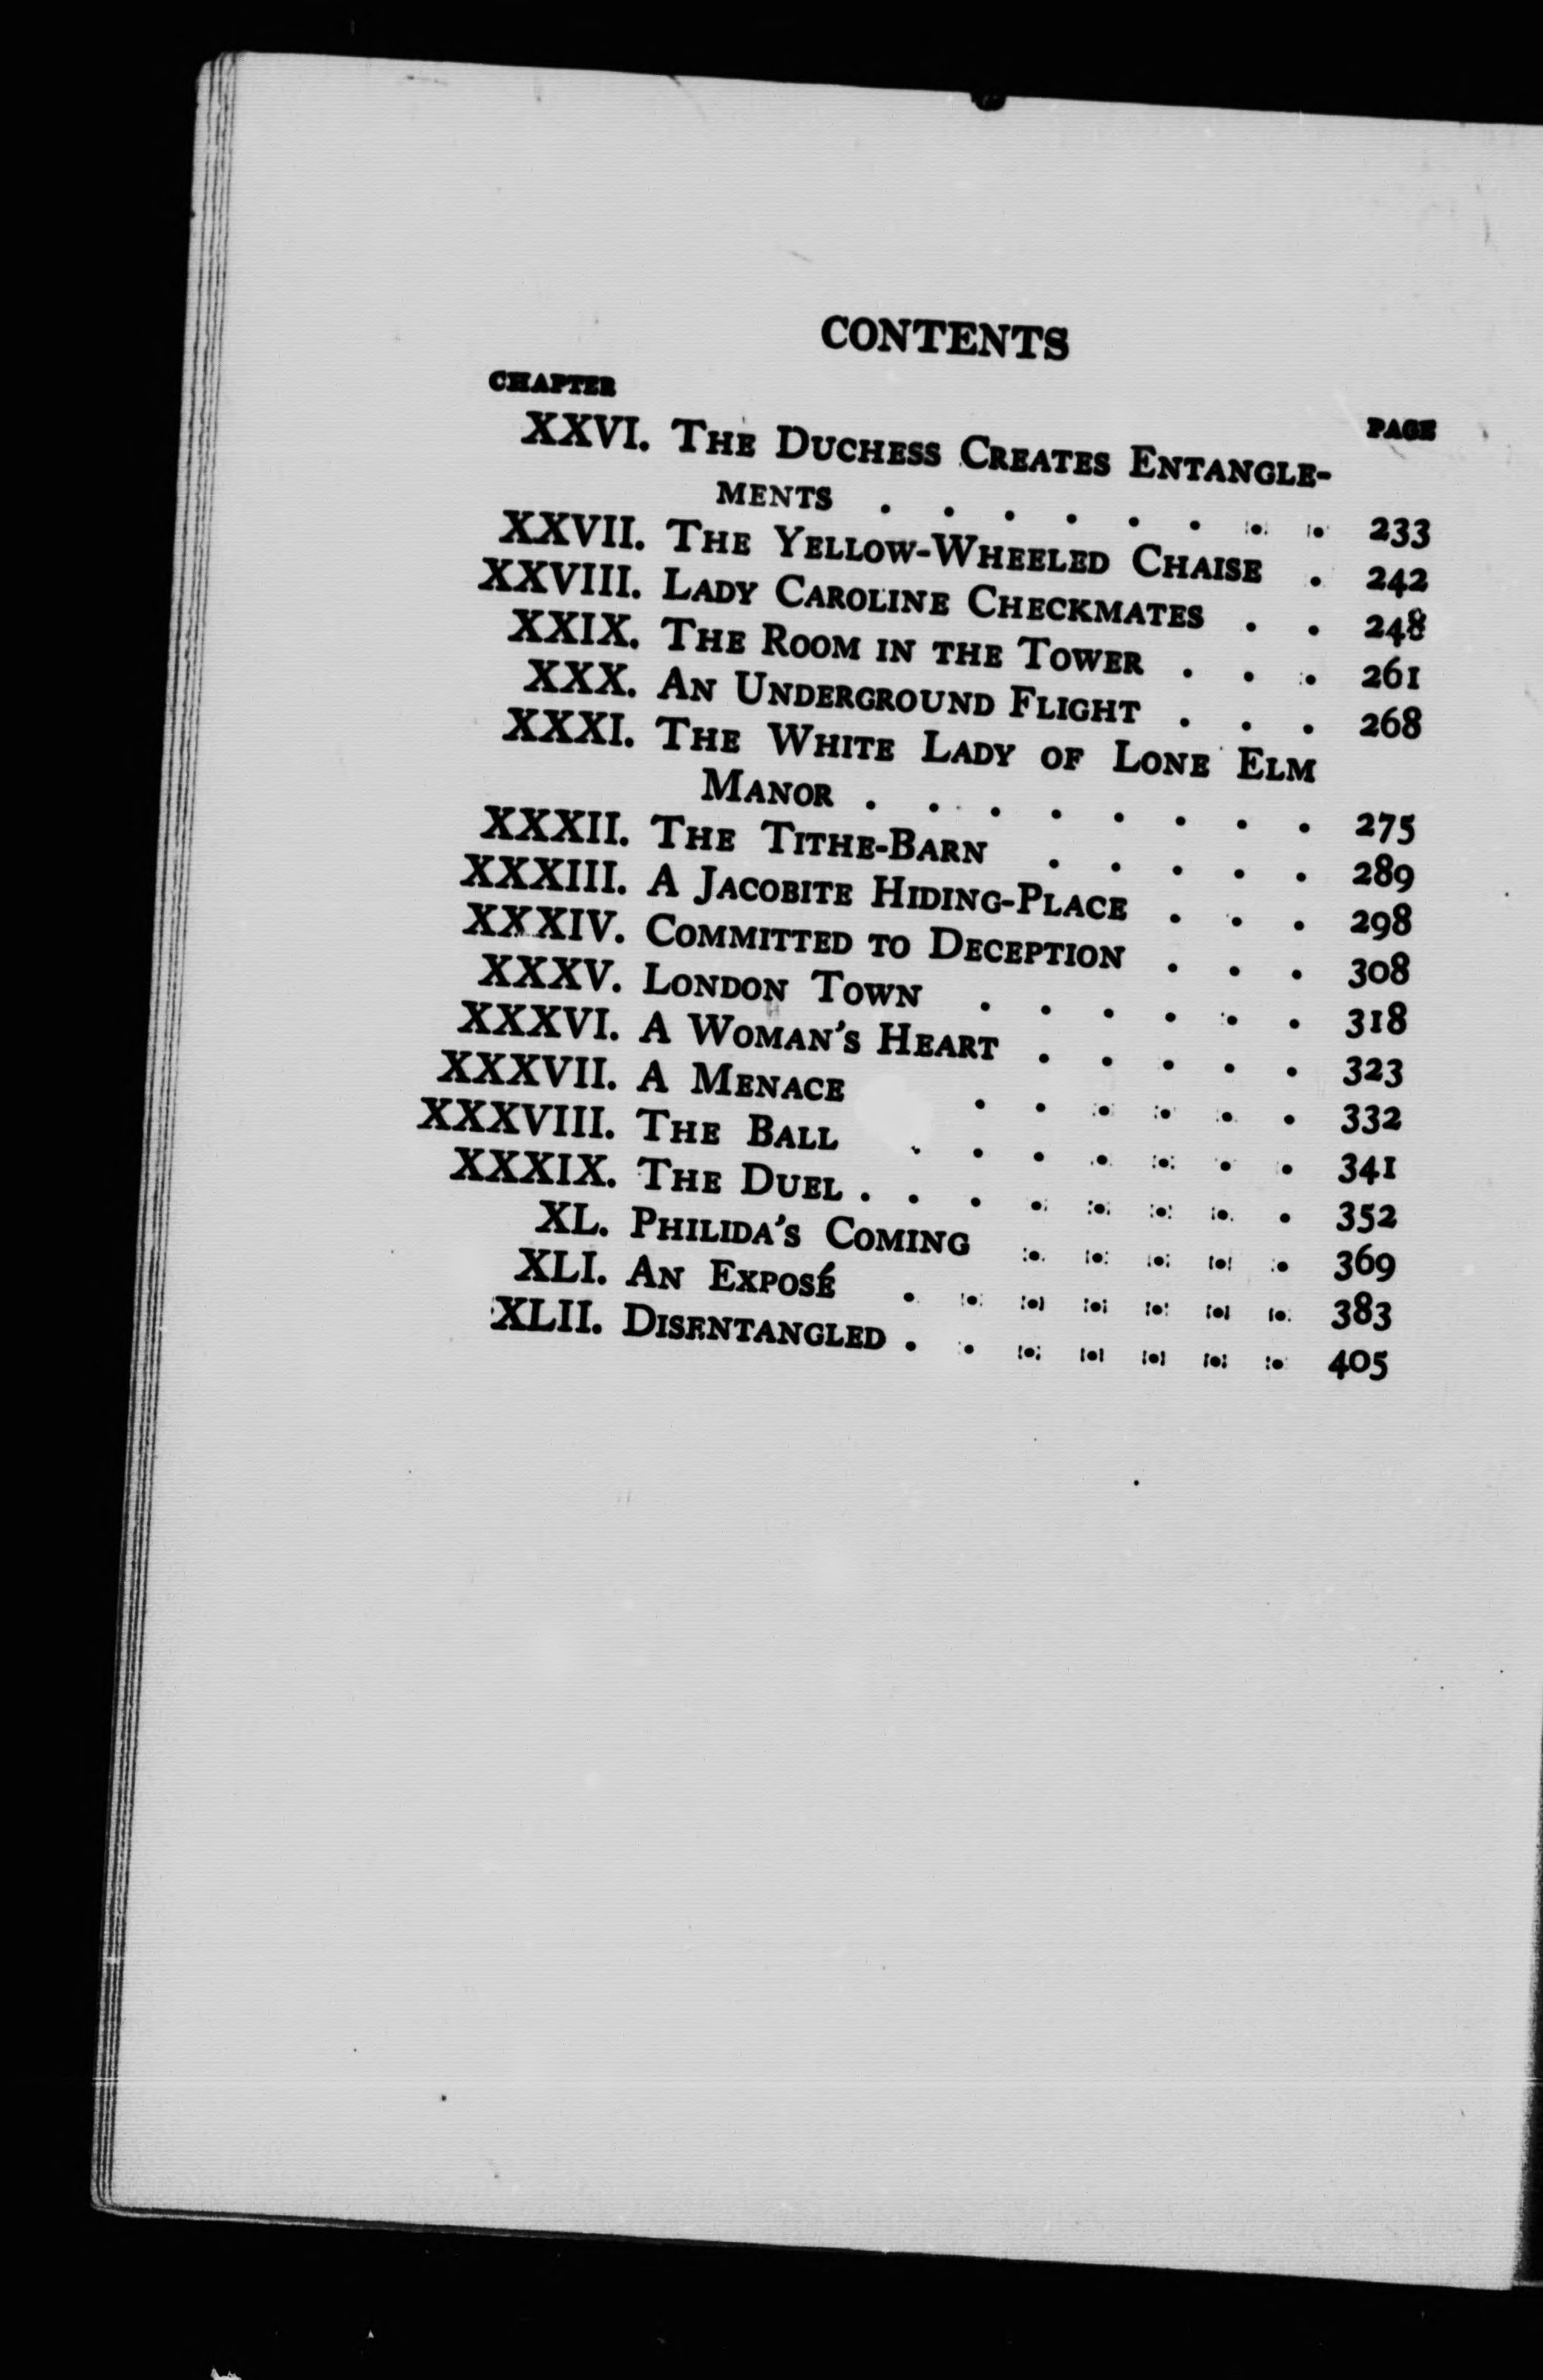 CONTENTS
CHAPTER PAGE
XXVI. The Duchess Creates Entangle-
ments . . . . . . . . 233
XXVII. The Yellow-Wheeled Chaise . 242
XXVIII. Lady Caroline Checkmates . . 248
XXIX. The Room in the Tower . . . 261
XXX. An Underground Flight . . . 268
XXXI. The White Lady of Lone Elm
Manor . . . . . . . . 275
XXXII. The Tithe-Barn . . . . . 289
XXXIII. A Jacobite Hiding-Place . . . 298
XXXIV. Committed to Deception . . . 308
XXXV. London Town . . . . . . 318
XXXVI. A Woman's Heart . . . . . 323
XXXVII. A Menace . . . . . . 332
XXXVIII. The Ball . . . . . . . 341
XXXIX. The Duel . . . . . . . . 352
XL. Philida's Coming . . . . . 369
XLI. An Exposé . . . . . . . 383
XLII. Disentangled . . . . . . . 405